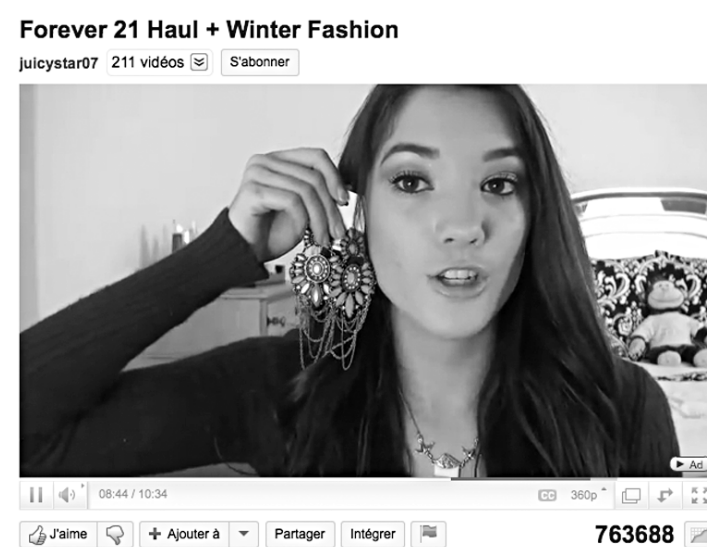 Forever 21 Haul + Winter Fashion
juicystar07 211 vidéos S'abonner
Ad
08:44 / 10:34 CC 360p
J'aime Ajouter à Partager Intégrer 763688